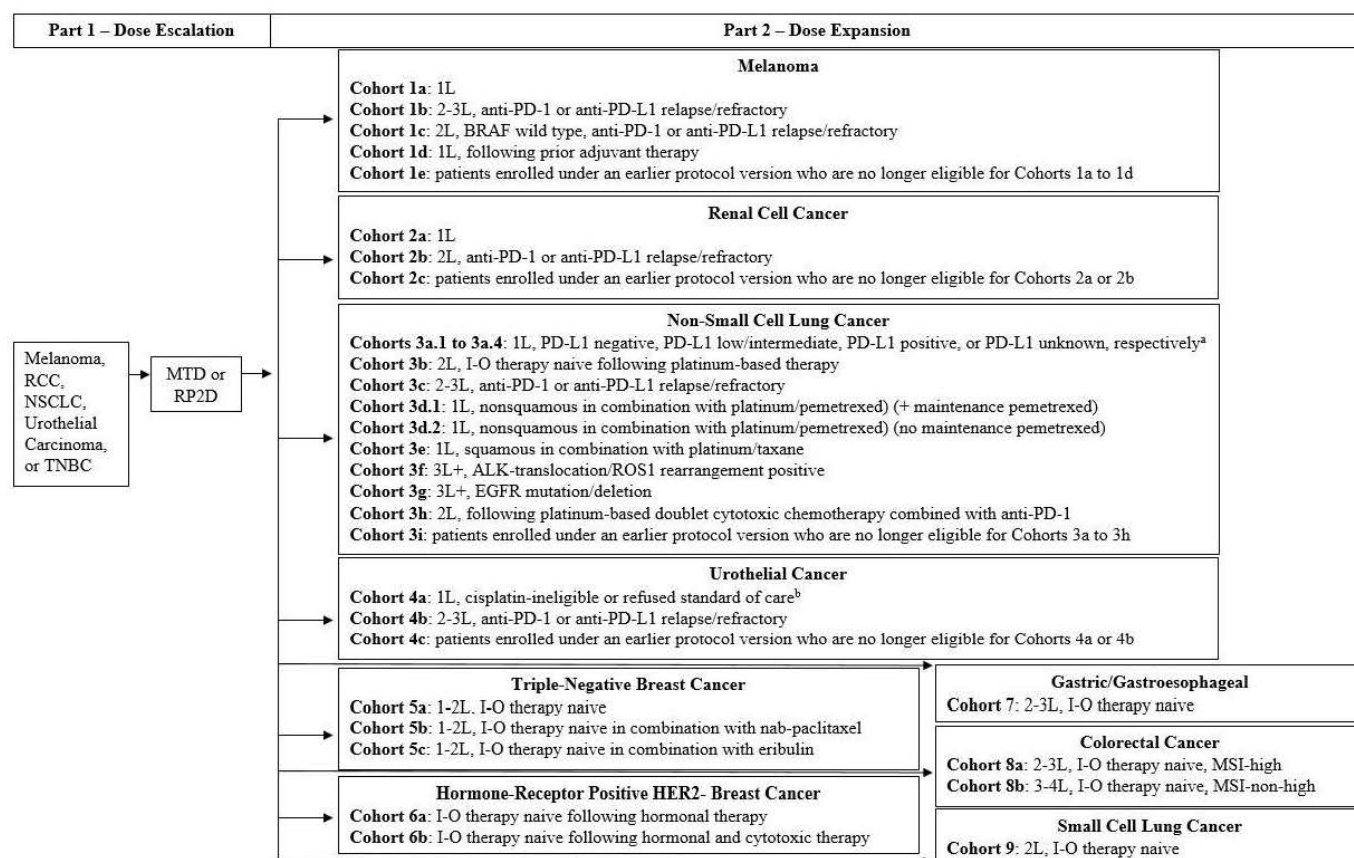 Part 1 – Dose Escalation
Part 2 – Dose Expansion
Melanoma,
RCC,
NSCLC,
Urothelial
Carcinoma,
or TNBC
MTD or
RP2D
Melanoma
Cohort 1a: 1L
Cohort 1b: 2-3L, anti-PD-1 or anti-PD-L1 relapse/refractory
Cohort 1c: 2L, BRAF wild type, anti-PD-1 or anti-PD-L1 relapse/refractory
Cohort 1d: 1L, following prior adjuvant therapy
Cohort 1e: patients enrolled under an earlier protocol version who are no longer eligible for Cohorts 1a to 1d
Renal Cell Cancer
Cohort 2a: 1L
Cohort 2b: 2L, anti-PD-1 or anti-PD-L1 relapse/refractory
Cohort 2c: patients enrolled under an earlier protocol version who are no longer eligible for Cohorts 2a or 2b
Non-Small Cell Lung Cancer
Cohorts 3a.1 to 3a.4: 1L, PD-L1 negative, PD-L1 low/intermediate, PD-L1 positive, or PD-L1 unknown, respectivelyᵃ
Cohort 3b: 2L, I-O therapy naive following platinum-based therapy
Cohort 3c: 2-3L, anti-PD-1 or anti-PD-L1 relapse/refractory
Cohort 3d.1: 1L, nonsquamous in combination with platinum/pemetrexed) (+ maintenance pemetrexed)
Cohort 3d.2: 1L, nonsquamous in combination with platinum/pemetrexed) (no maintenance pemetrexed)
Cohort 3e: 1L, squamous in combination with platinum/taxane
Cohort 3f: 3L+, ALK-translocation/ROS1 rearrangement positive
Cohort 3g: 3L+, EGFR mutation/deletion
Cohort 3h: 2L, following platinum-based doublet cytotoxic chemotherapy combined with anti-PD-1
Cohort 3i: patients enrolled under an earlier protocol version who are no longer eligible for Cohorts 3a to 3h
Urothelial Cancer
Cohort 4a: 1L, cisplatin-ineligible or refused standard of careᵇ
Cohort 4b: 2-3L, anti-PD-1 or anti-PD-L1 relapse/refractory
Cohort 4c: patients enrolled under an earlier protocol version who are no longer eligible for Cohorts 4a or 4b
Triple-Negative Breast Cancer
Cohort 5a: 1-2L. I-O therapy naive
Cohort 5b: 1-2L, I-O therapy naive in combination with nab-paclitaxel
Cohort 5c: 1-2L, I-O therapy naive in combination with eribulin
Hormone-Receptor Positive HER2- Breast Cancer
Cohort 6a: I-O therapy naive following hormonal therapy
Cohort 6b: I-O therapy naive following hormonal and cytotoxic therapy
Gastric/Gastroesophageal
Cohort 7: 2-3L, I-O therapy naive
Colorectal Cancer
Cohort 8a: 2-3L, I-O therapy naive, MSI-high
Cohort 8b: 3-4L, I-O therapy naive, MSI-non-high
Small Cell Lung Cancer
Cohort 9: 2L, I-O therapy naive